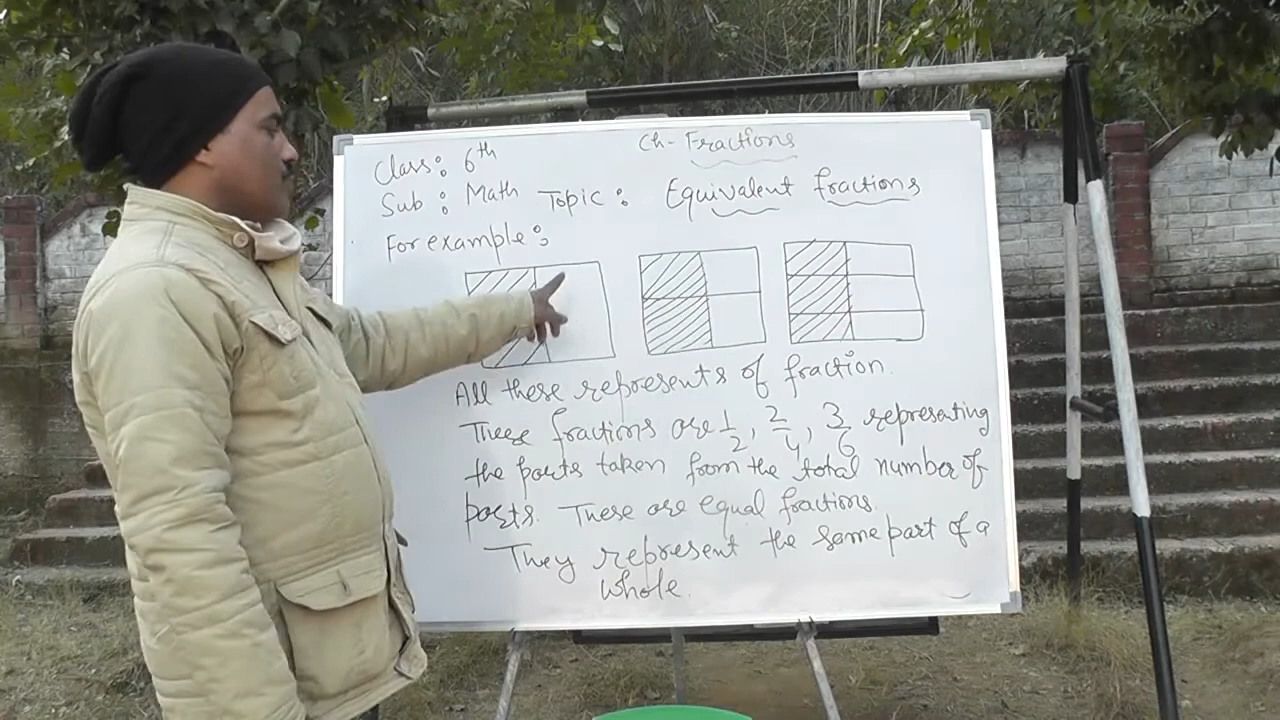 Ch- Fractions
Class: 6th
Sub: Math Topic: Equivalent fractions
For example:
All these represents of fraction.
These fractions are 1/2, 2/4, 3/6 represating
the parts taken from the total number of
parts. These are equal fractions.
They represent the same part of a
whole.